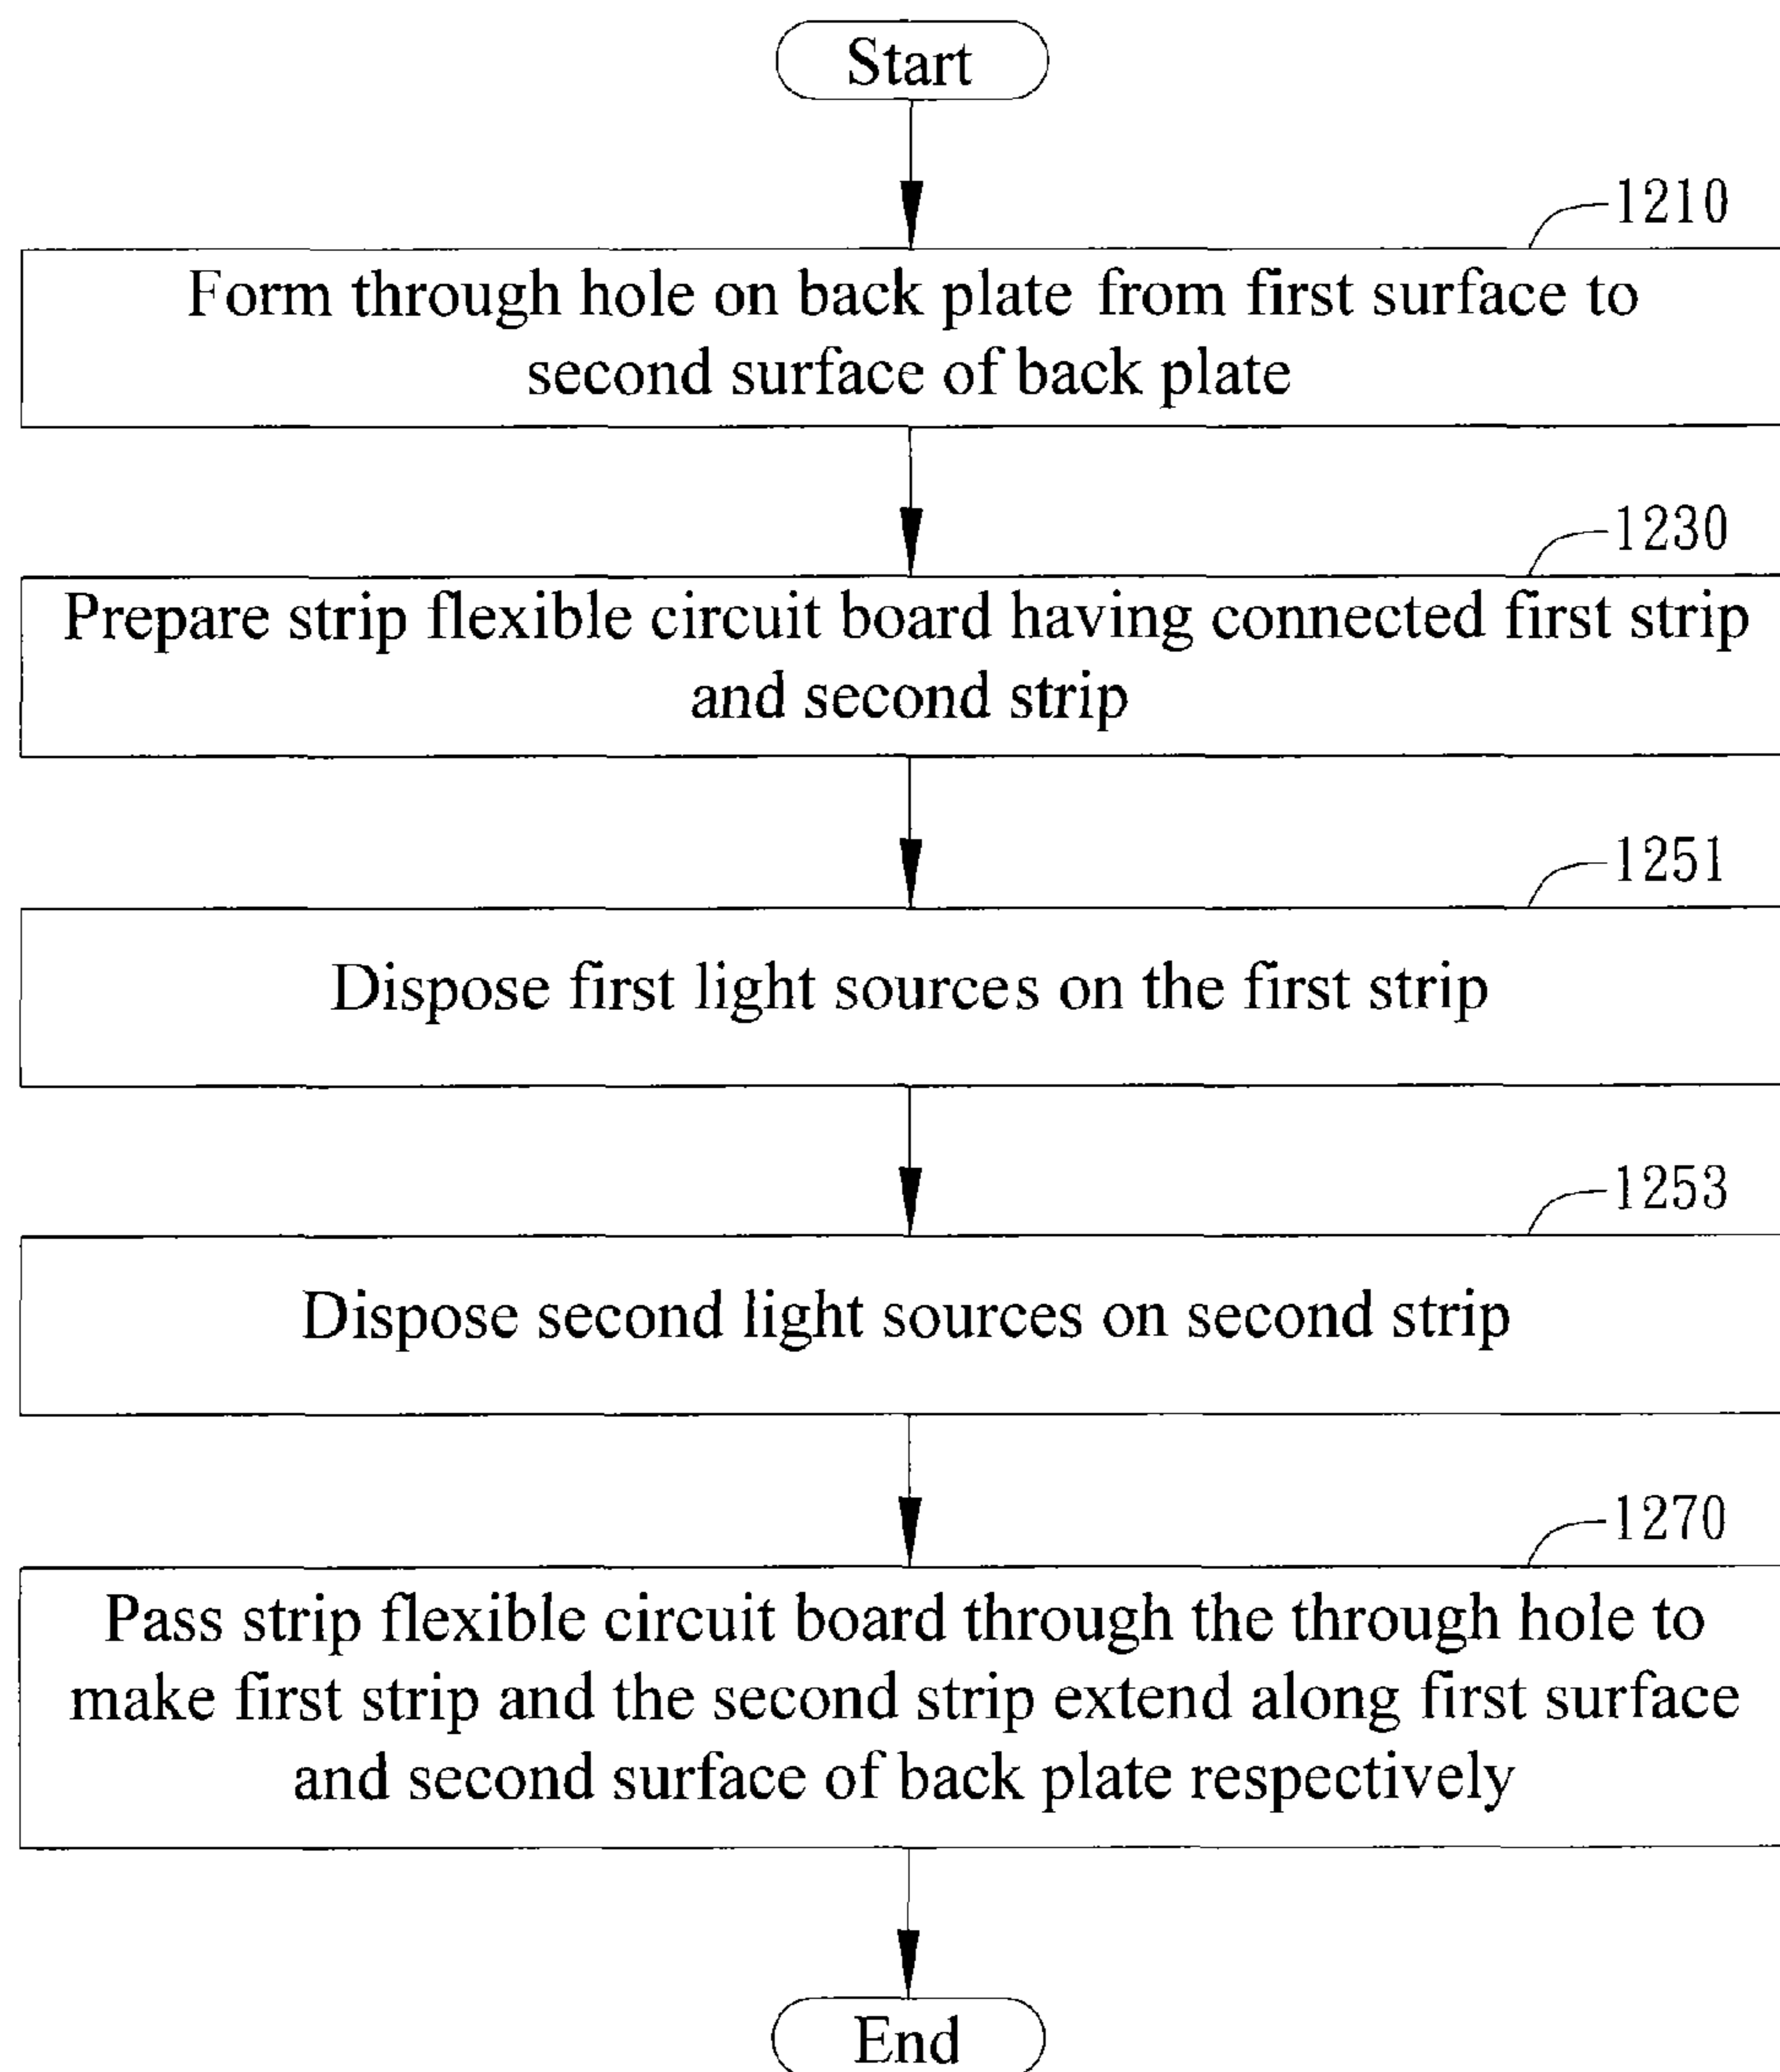 Start
1210
Form through hole on back plate from first surface to
second surface of back plate
1230
Prepare strip flexible circuit board having connected first strip
and second strip
1251
Dispose first light sources on the first strip
1253
Dispose second light sources on second strip
1270
Pass strip flexible circuit board through the through hole to
make first strip and the second strip extend along first surface
and second surface of back plate respectively
End